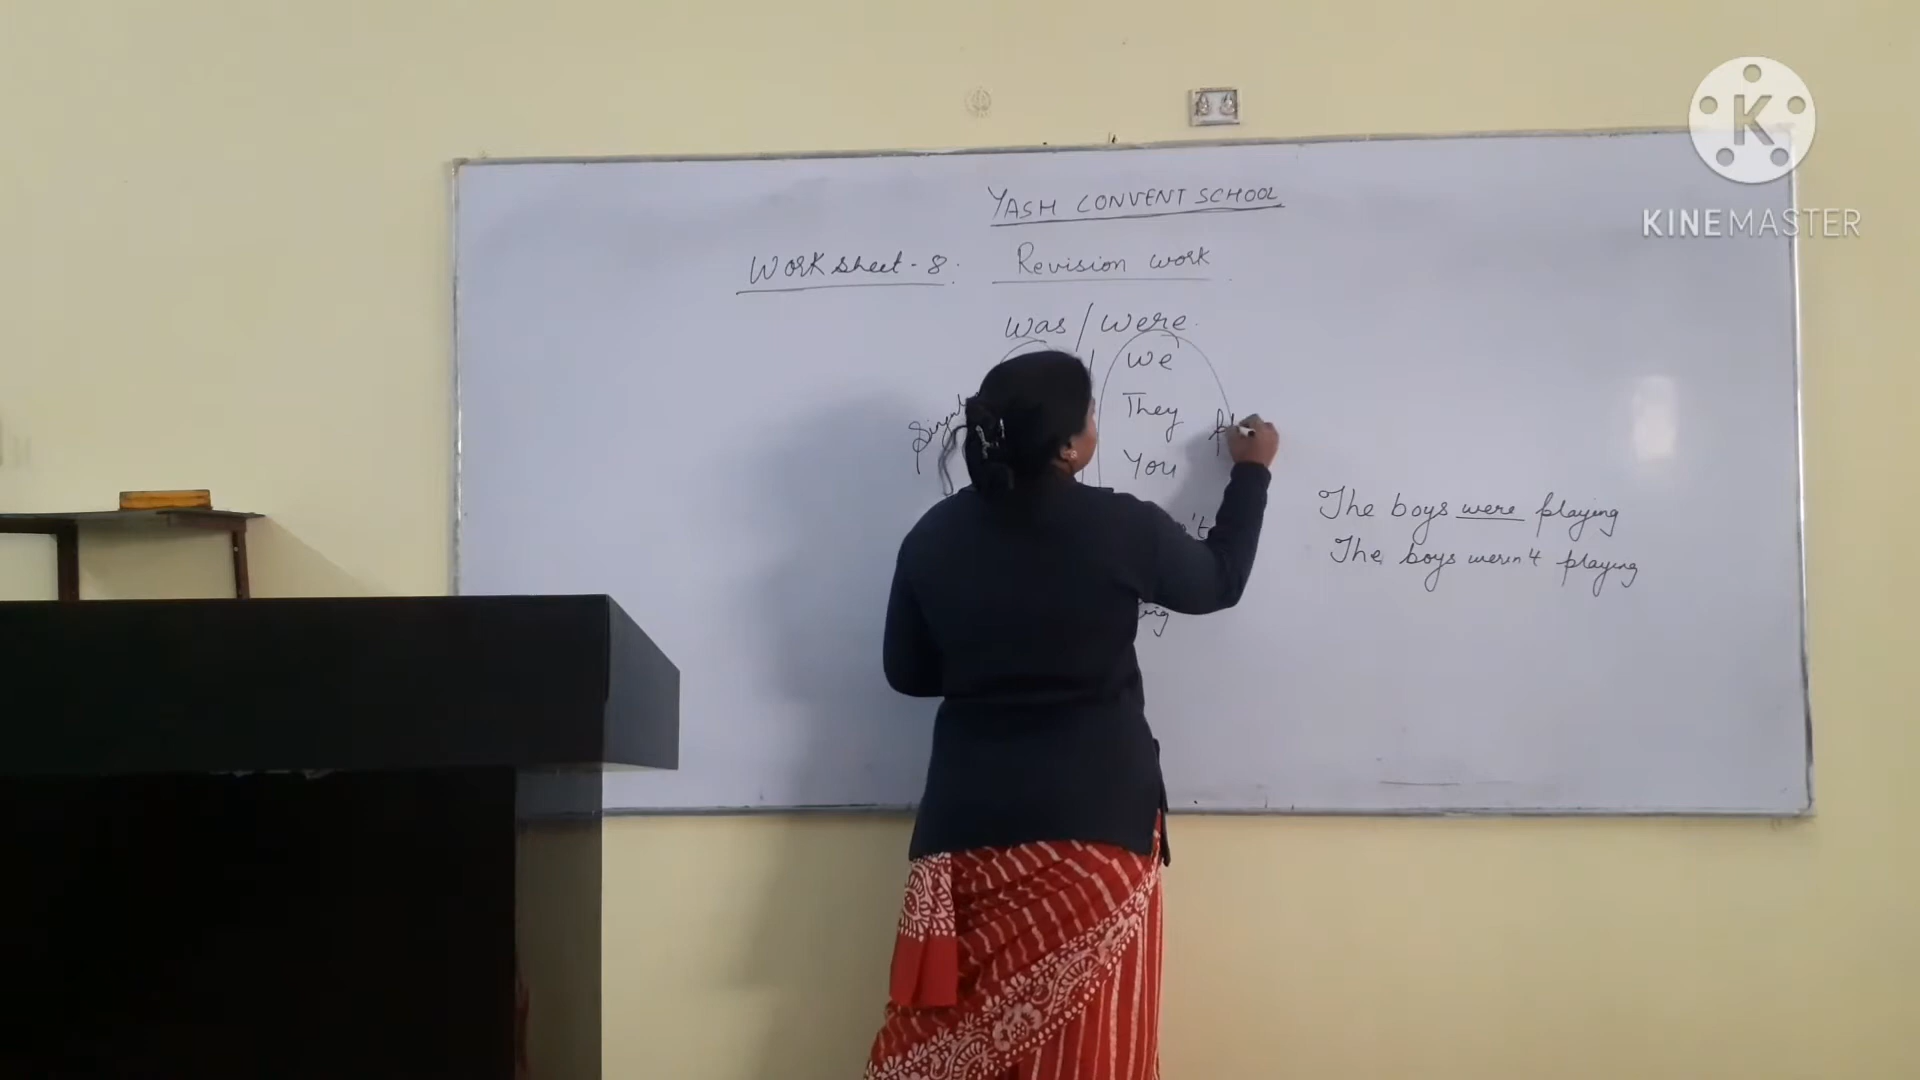 YASH CONVENT SCHOOL
Worksheet - 8. Revision work
was / were.
we
They
You
The boys were playing
The boys weren't playing
K
KINEMASTER